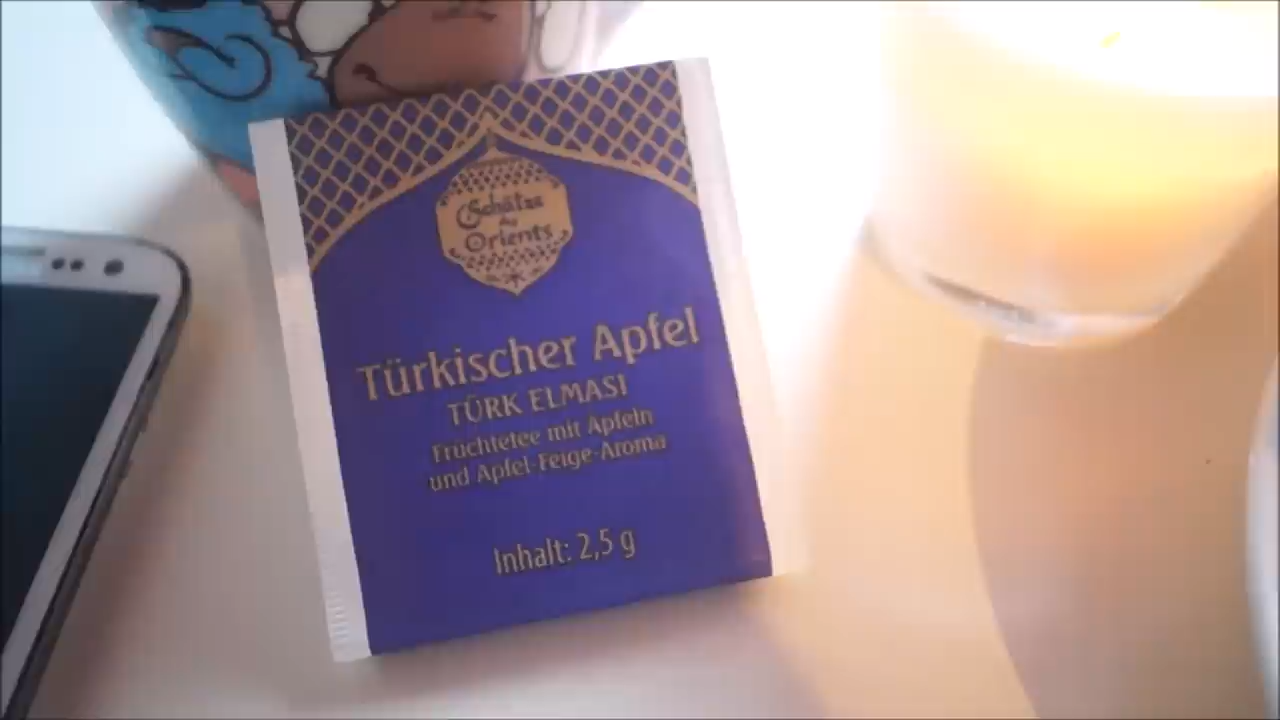 Schätze
des
Orients
Türkischer Apfel
TÜRK ELMASI
Früchtetee mit Äpfeln
und Apfel-Feige-Aroma
Inhalt: 2,5 g